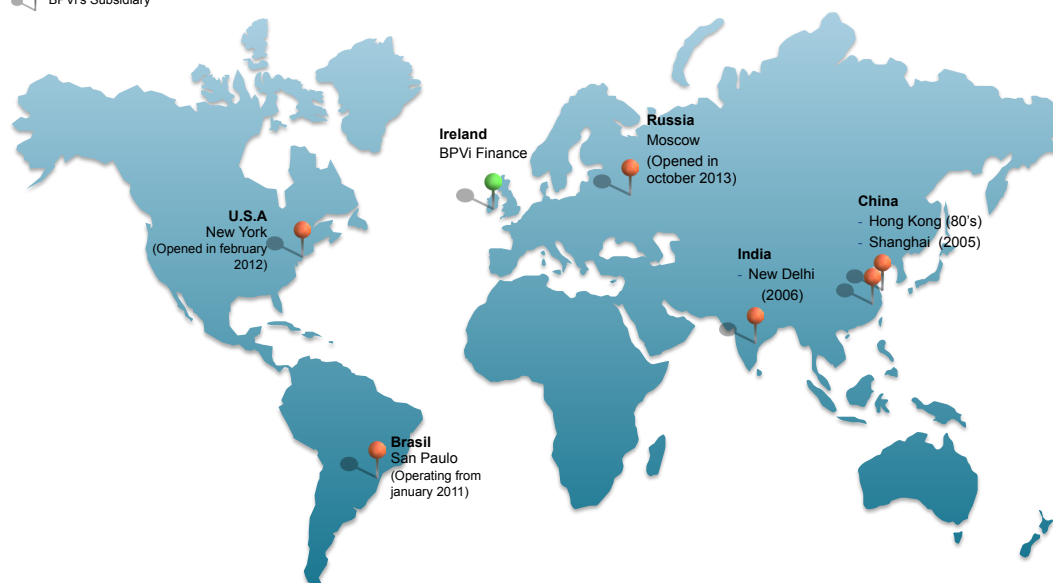 BPVi's Subsidiary
Ireland
BPVi Finance
Russia
Moscow
(Opened in
october 2013)
U.S.A
New York
(Opened in february
2012)
China
- Hong Kong (80's)
- Shanghai (2005)
India
- New Delhi
(2006)
Brasil
San Paulo
(Operating from
january 2011)